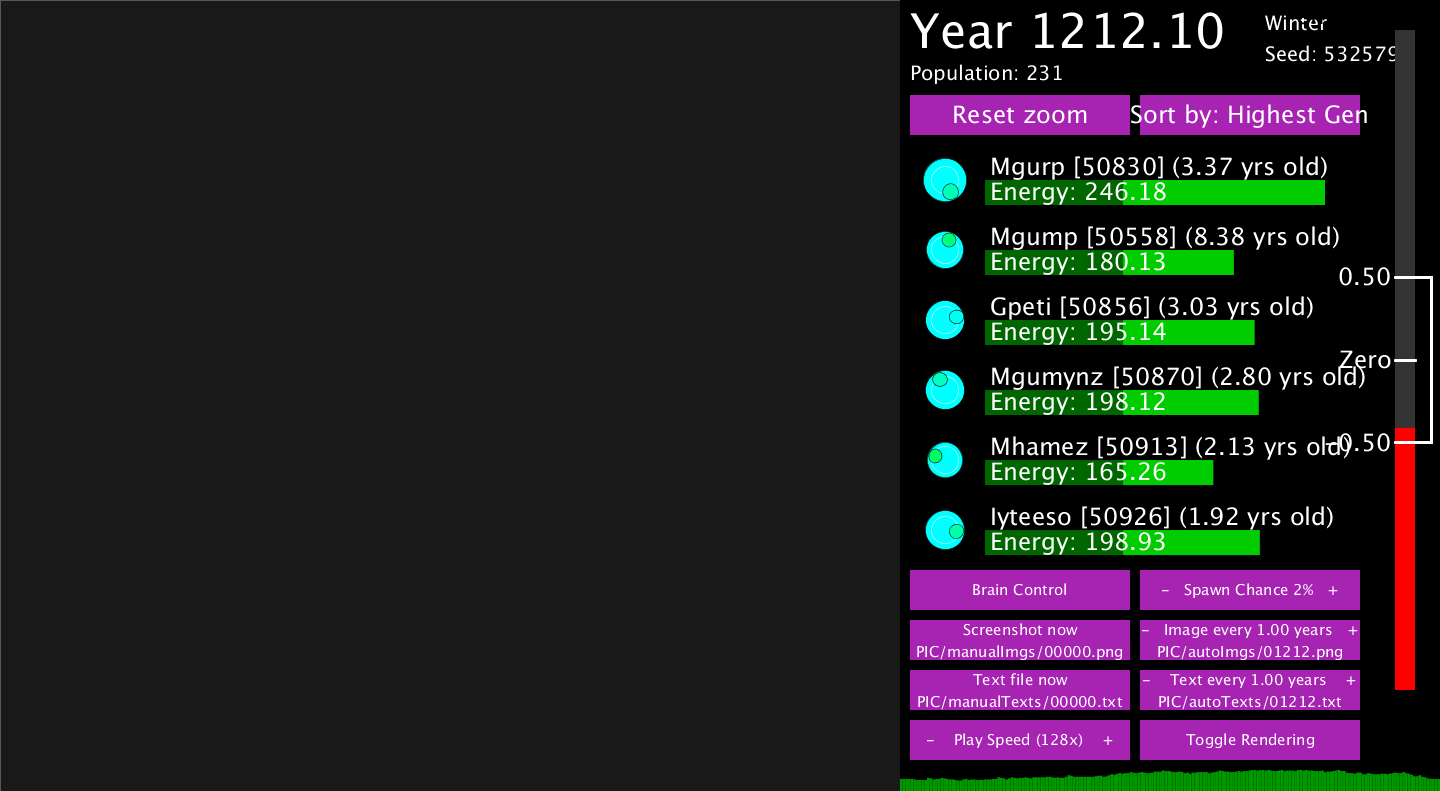 Year 1212.10
Winter
Seed: 532579
Population: 231
Reset zoom
Sort by: Highest Gen
Mgurp [50830] (3.37 yrs old)
Energy: 246.18
Mgump [50558] (8.38 yrs old)
Energy: 180.13
Gpeti [50856] (3.03 yrs old)
Energy: 195.14
Mgumynz [50870] (2.80 yrs old)
Energy: 198.12
Mhamez [50913] (2.13 yrs old)
Energy: 165.26
Iyteeso [50926] (1.92 yrs old)
Energy: 198.93
0.50
Zero
-0.50
Brain Control
- Spawn Chance 2% +
Screenshot now
PIC/manualImgs/00000.png
- Image every 1.00 years +
PIC/autoImgs/01212.png
Text file now
PIC/manualTexts/00000.txt
- Text every 1.00 years +
PIC/autoTexts/01212.txt
- Play Speed (128x) +
Toggle Rendering